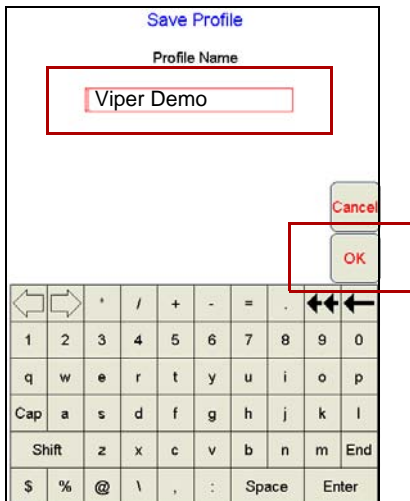 Save Profile
Profile Name
Viper Demo
Cancel
OK
* / + - = .
1 2 3 4 5 6 7 8 9 0
q w e r t y u i o p
Cap a s d f g h j k l
Shift z x c v b n m End
$ % @ \ , : Space Enter